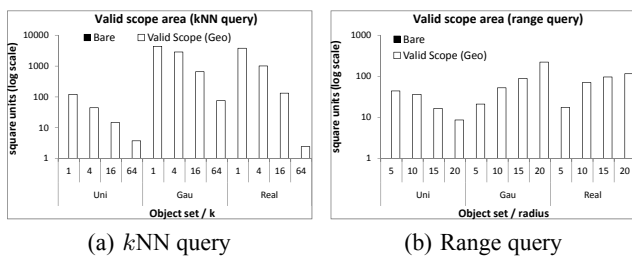 Valid scope area (kNN query)
Bare
Valid Scope (Geo)
square units (log scale)
10000
1000
100
10
1
1 4 16 64 1 4 16 64 1 4 16 64
Uni Gau Real
Object set / k
(a) kNN query
Valid scope area (range query)
Bare
Valid Scope (Geo)
square units (log scale)
1000
100
10
1
5 10 15 20 5 10 15 20 5 10 15 20
Uni Gau Real
Object set / radius
(b) Range query